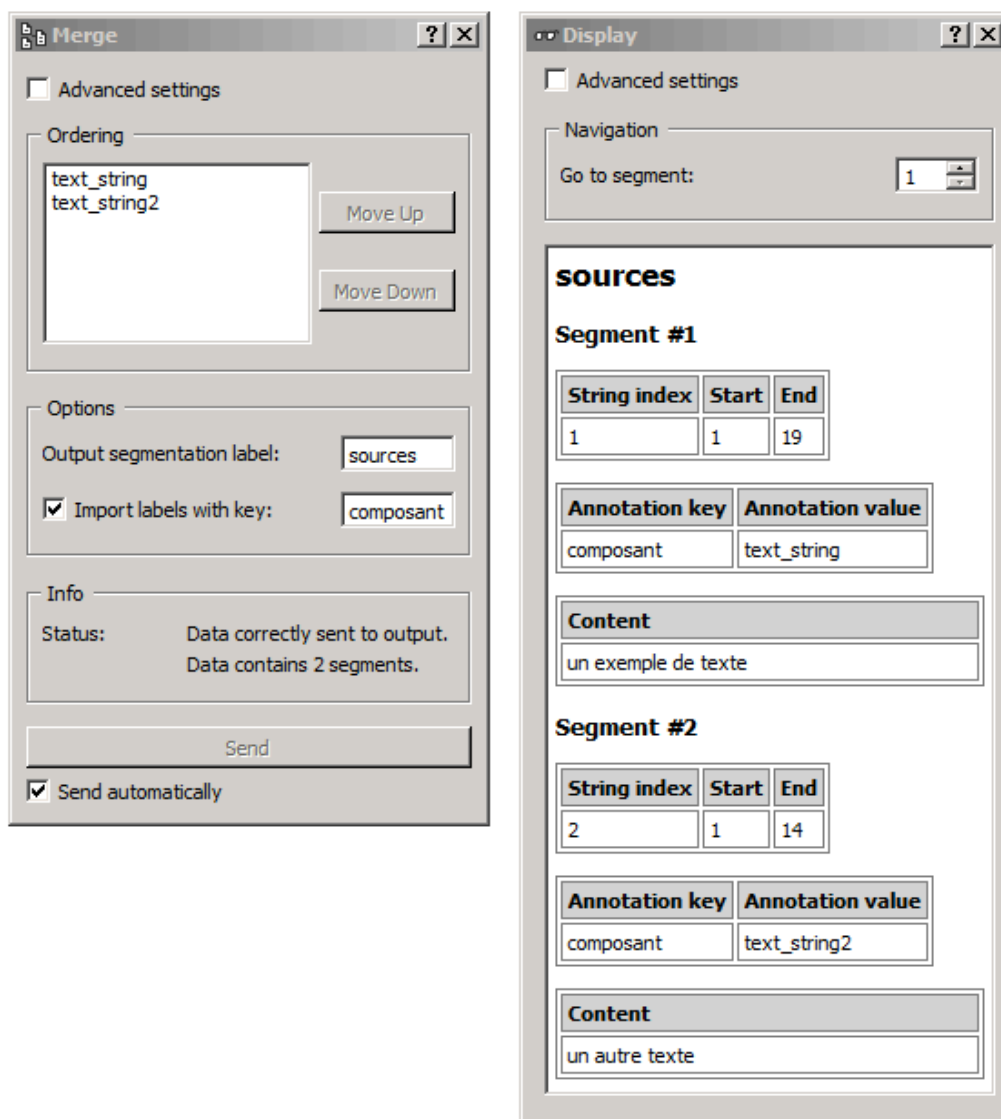 Merge
Advanced settings
Ordering
text_string
text_string2
Move Up
Move Down
Options
Output segmentation label: sources
Import labels with key: composant
Info
Status: Data correctly sent to output.
Data contains 2 segments.
Send
Send automatically
Display
Advanced settings
Navigation
Go to segment: 1
sources
Segment #1
String index Start End
1 1 19
Annotation key Annotation value
composant text_string
Content
un exemple de texte
Segment #2
String index Start End
2 1 14
Annotation key Annotation value
composant text_string2
Content
un autre texte